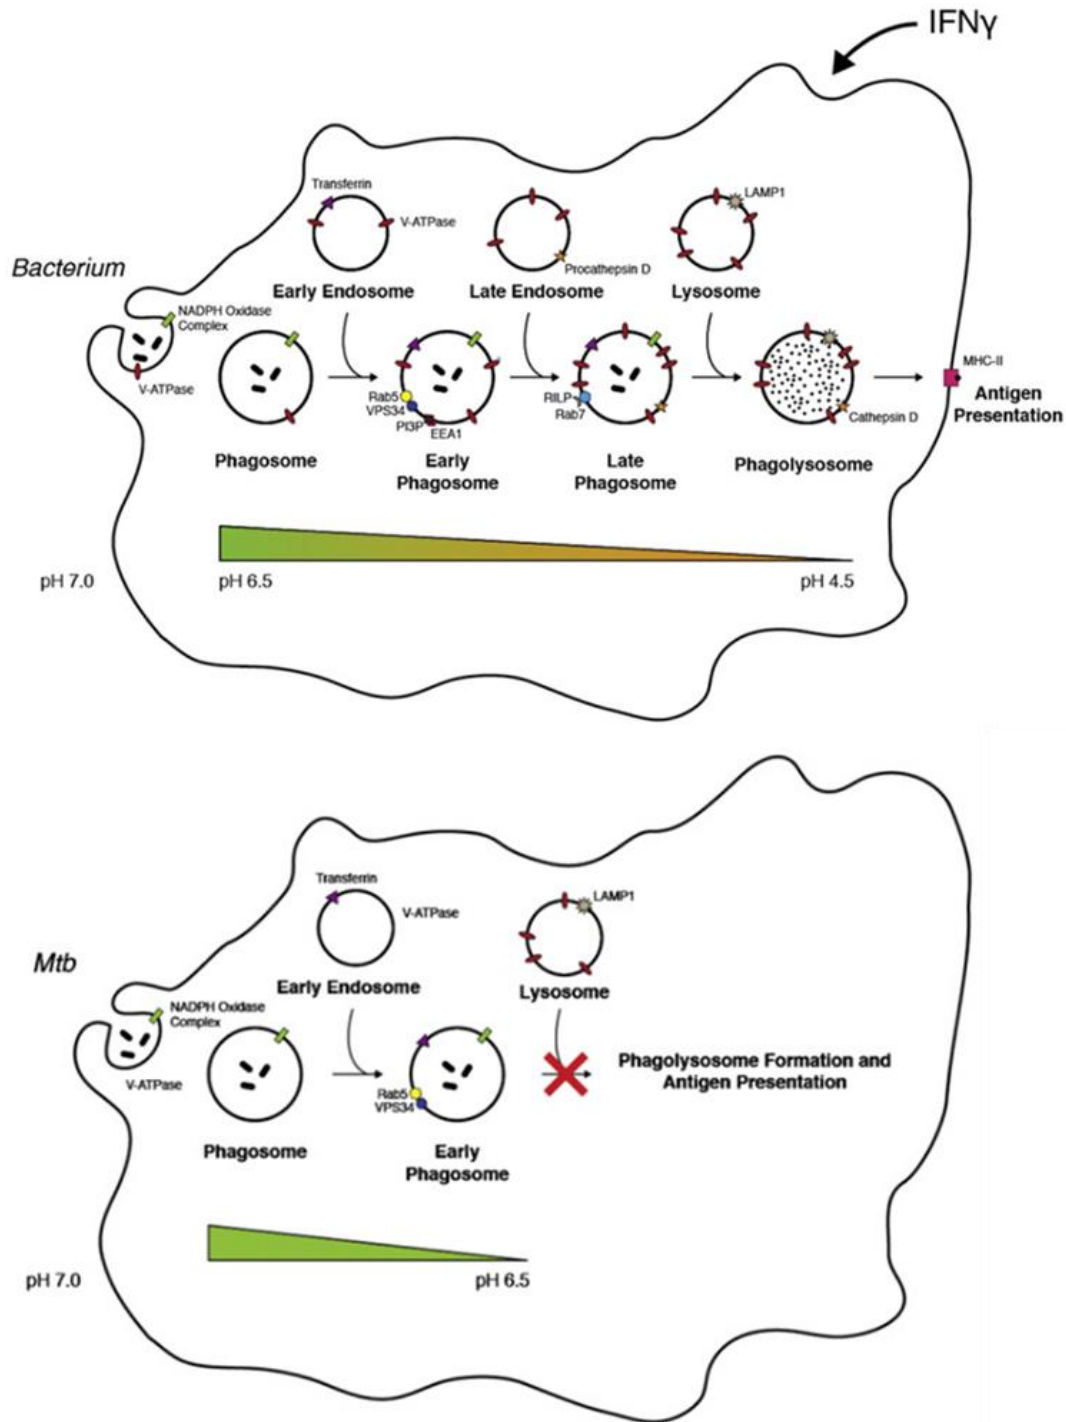 IFNγ
Transferrin
LAMP1
V-ATPase
Bacterium
Procathepsin D
Early Endosome
Late Endosome
Lysosome
NADPH Oxidase
Complex
V-ATPase
MHC-II
Antigen
Presentation
Rab5
VPS34
PI3P
EEA1
RILP
Rab7
Cathepsin D
Phagosome
Early
Phagosome
Late
Phagosome
Phagolysosome
pH 7.0
pH 6.5
pH 4.5
Transferrin
LAMP1
V-ATPase
Mtb
Early Endosome
Lysosome
NADPH Oxidase
Complex
V-ATPase
Phagolysosome Formation and
Antigen Presentation
Rab5
VPS34
Phagosome
Early
Phagosome
pH 7.0
pH 6.5